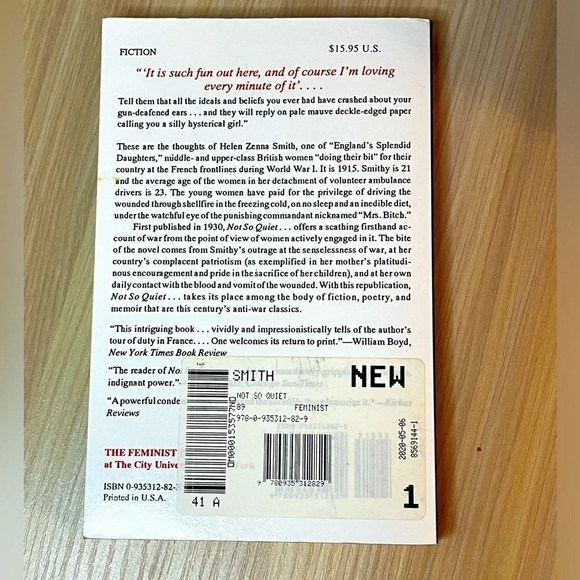 FICTION $15.95 U.S.
"'It is such fun out here, and of course I'm loving
every minute of it'. . . .
Tell them that all the ideals and beliefs you ever had have crashed about your
gun-deafened ears . . . and they will reply on pale mauve deckle-edged paper
calling you a silly hysterical girl."
These are the thoughts of Helen Zenna Smith, one of "England's Splendid
Daughters," middle- and upper-class British women "doing their bit" for their
country at the French frontlines during World War I. It is 1915. Smithy is 21
and the average age of the women in her detachment of volunteer ambulance
drivers is 23. The young women have paid for the privilege of driving the
wounded through shellfire in the freezing cold, on no sleep and an inedible diet,
under the watchful eye of the punishing commandant nicknamed "Mrs. Bitch."
First published in 1930, Not So Quiet . . . offers a scathing firsthand ac-
count of war from the point of view of women actively engaged in it. The bite
of the novel comes from Smithy's outrage at the senselessness of war, at her
country's complacent patriotism (as exemplified in her mother's platitudi-
nous encouragement and pride in the sacrifice of her children), and at her own
daily contact with the blood and vomit of the wounded. With this republication,
Not So Quiet . . . takes its place among the body of fiction, poetry, and
memoir that are this century's anti-war classics.
"This intriguing book . . . vividly and impressionistically tells of the author's
tour of duty in France. . . . One welcomes its return to print."—William Boyd,
New York Times Book Review
"The reader of No
indignant power."
"A powerful conde
Reviews
—Kirkus
THE FEMINIST
at The City Unive
ISBN 0-935312-82-
Printed in U.S.A.
SMITH NEW
NOT SO QUIET
89 FEMINIST
978-0-935312-82-9
DM000153577ND
41 A
9 780935 312829
2020-05-06
8569144-1
1